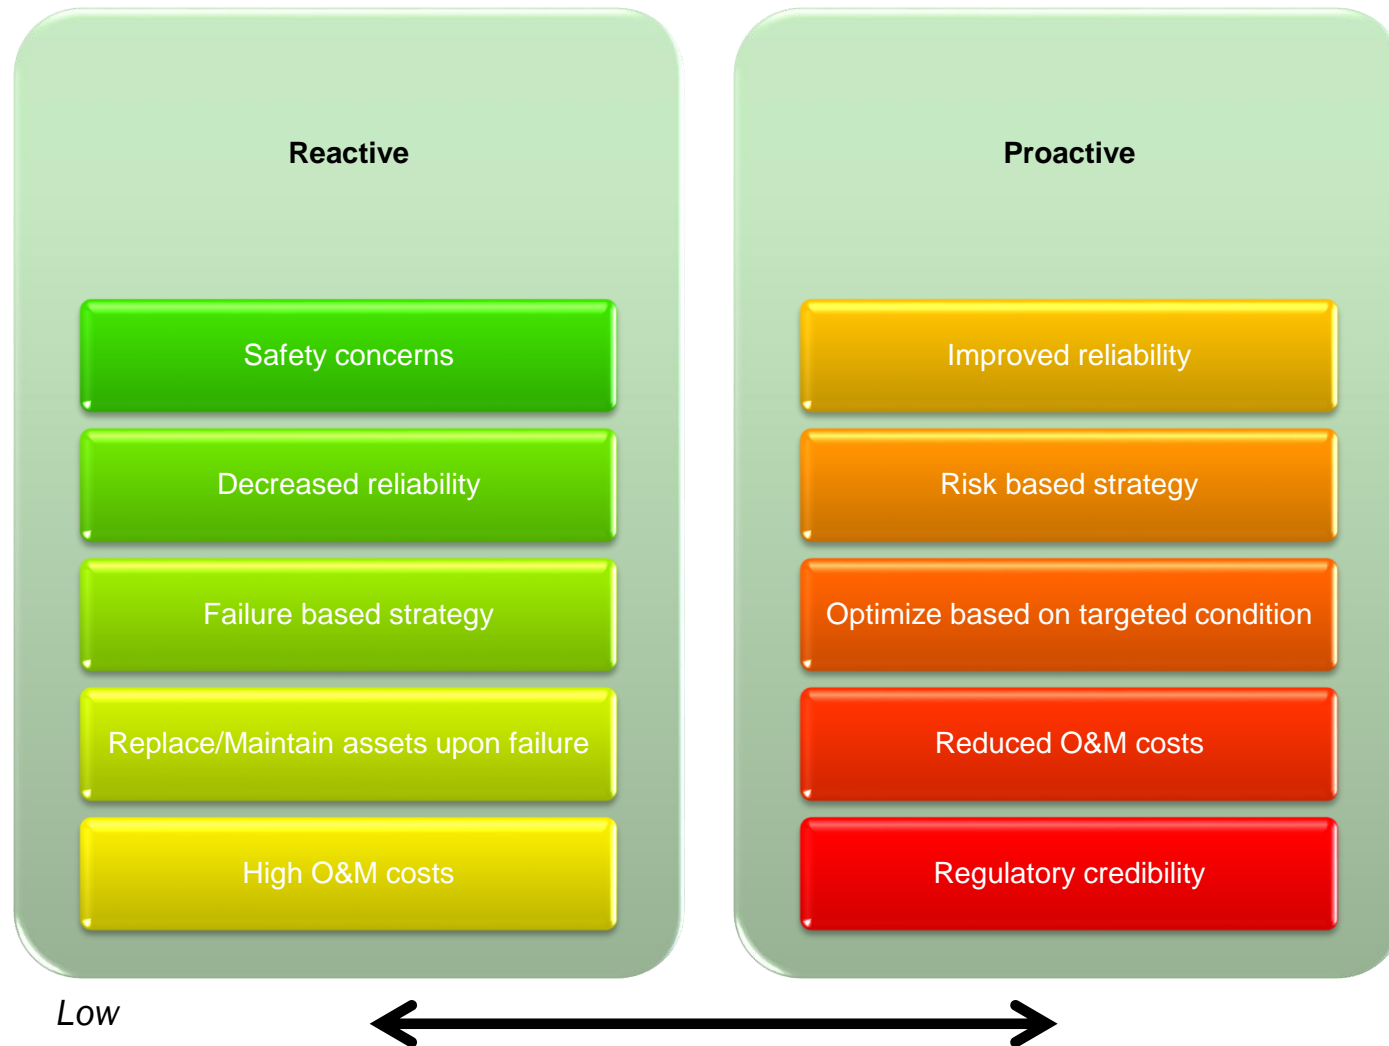 Reactive
Safety concerns
Decreased reliability
Failure based strategy
Replace/Maintain assets upon failure
High O&M costs
Proactive
Improved reliability
Risk based strategy
Optimize based on targeted condition
Reduced O&M costs
Regulatory credibility
Low